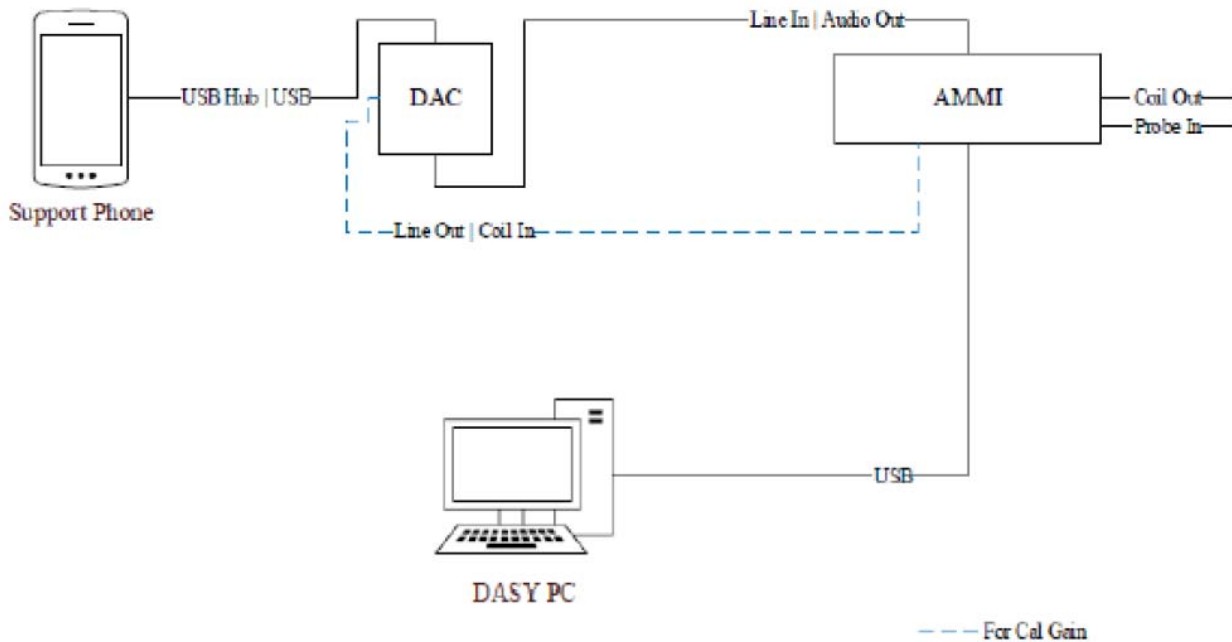 Line In | Audio Out
USB Hub | USB
DAC
AMMI
Coil Out
Probe In
Support Phone
Line Out | Coil In
USB
DASY PC
For Cal Gain